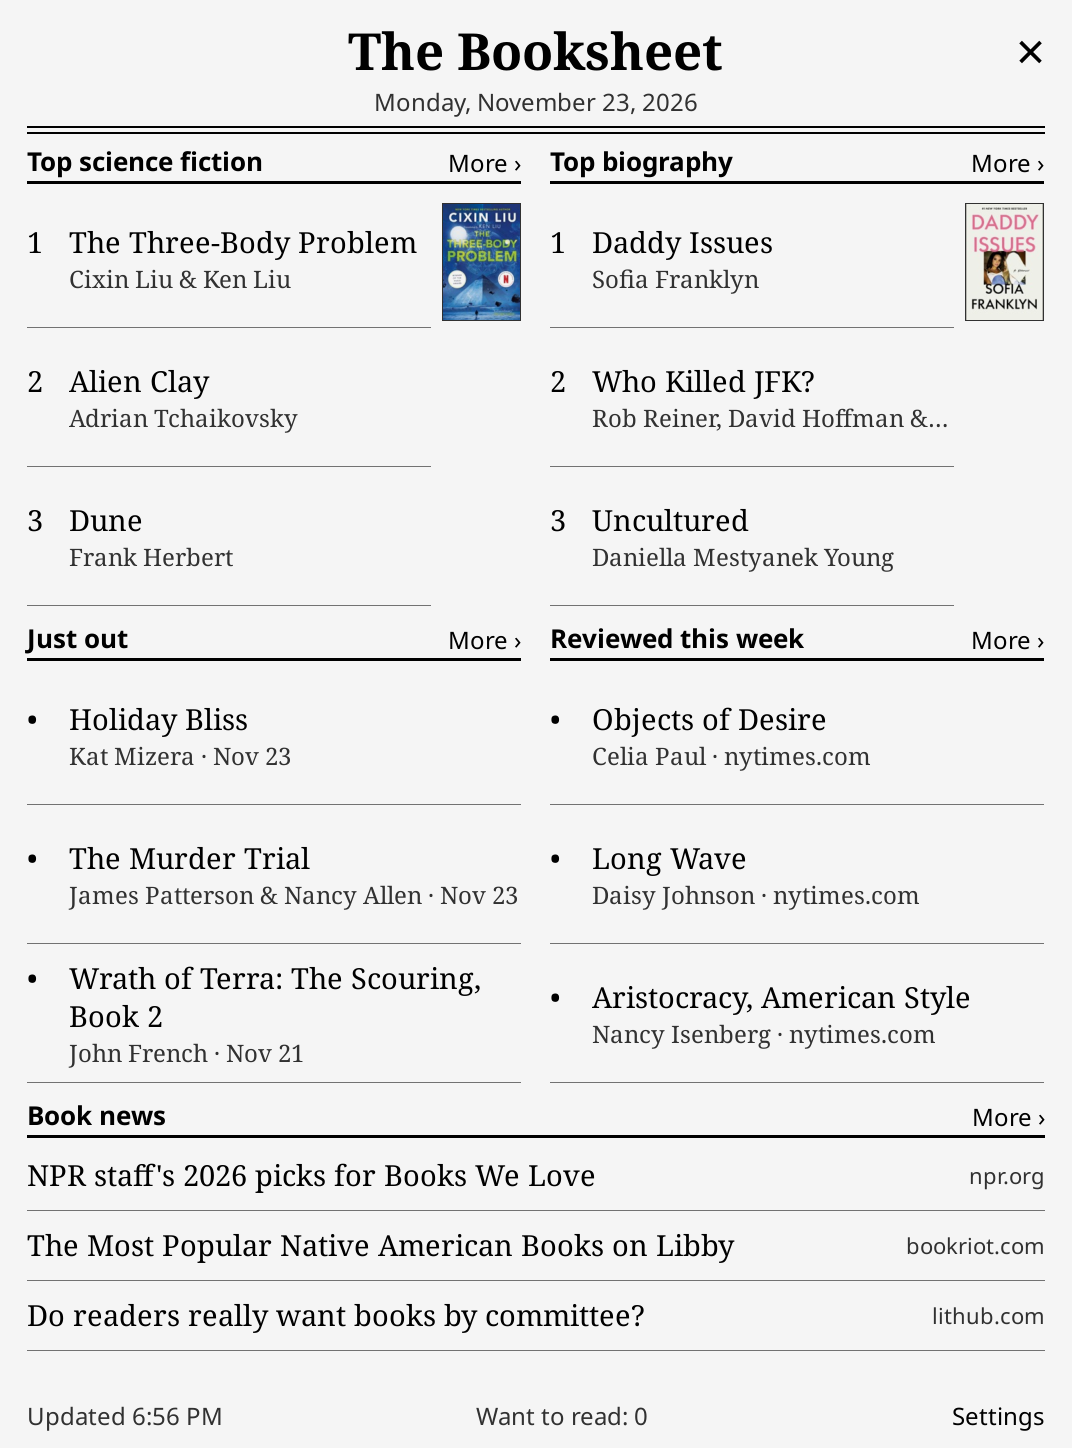 The Booksheet
✕
Monday, November 23, 2026
Top science fiction
More ›
1 The Three-Body Problem
Cixin Liu & Ken Liu
CIXIN LIU
THE
THREE-BODY
PROBLEM
N
2 Alien Clay
Adrian Tchaikovsky
3 Dune
Frank Herbert
Top biography
More ›
1 Daddy Issues
Sofia Franklyn
DADDY
ISSUES
SOFIA
FRANKLYN
2 Who Killed JFK?
Rob Reiner, David Hoffman &…
3 Uncultured
Daniella Mestyanek Young
Just out
More ›
• Holiday Bliss
Kat Mizera · Nov 23
• The Murder Trial
James Patterson & Nancy Allen · Nov 23
• Wrath of Terra: The Scouring,
Book 2
John French · Nov 21
Reviewed this week
More ›
• Objects of Desire
Celia Paul · nytimes.com
• Long Wave
Daisy Johnson · nytimes.com
• Aristocracy, American Style
Nancy Isenberg · nytimes.com
Book news
More ›
NPR staff's 2026 picks for Books We Love
npr.org
The Most Popular Native American Books on Libby
bookriot.com
Do readers really want books by committee?
lithub.com
Updated 6:56 PM
Want to read: 0
Settings